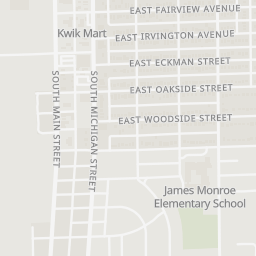 EAST FAIRVIEW AVENUE
Kwik Mart
EAST IRVINGTON AVENUE
EAST ECKMAN STREET
EAST OAKSIDE STREET
EAST WOODSIDE STREET
SOUTH MAIN STREET
SOUTH MICHIGAN STREET
James Monroe
Elementary School